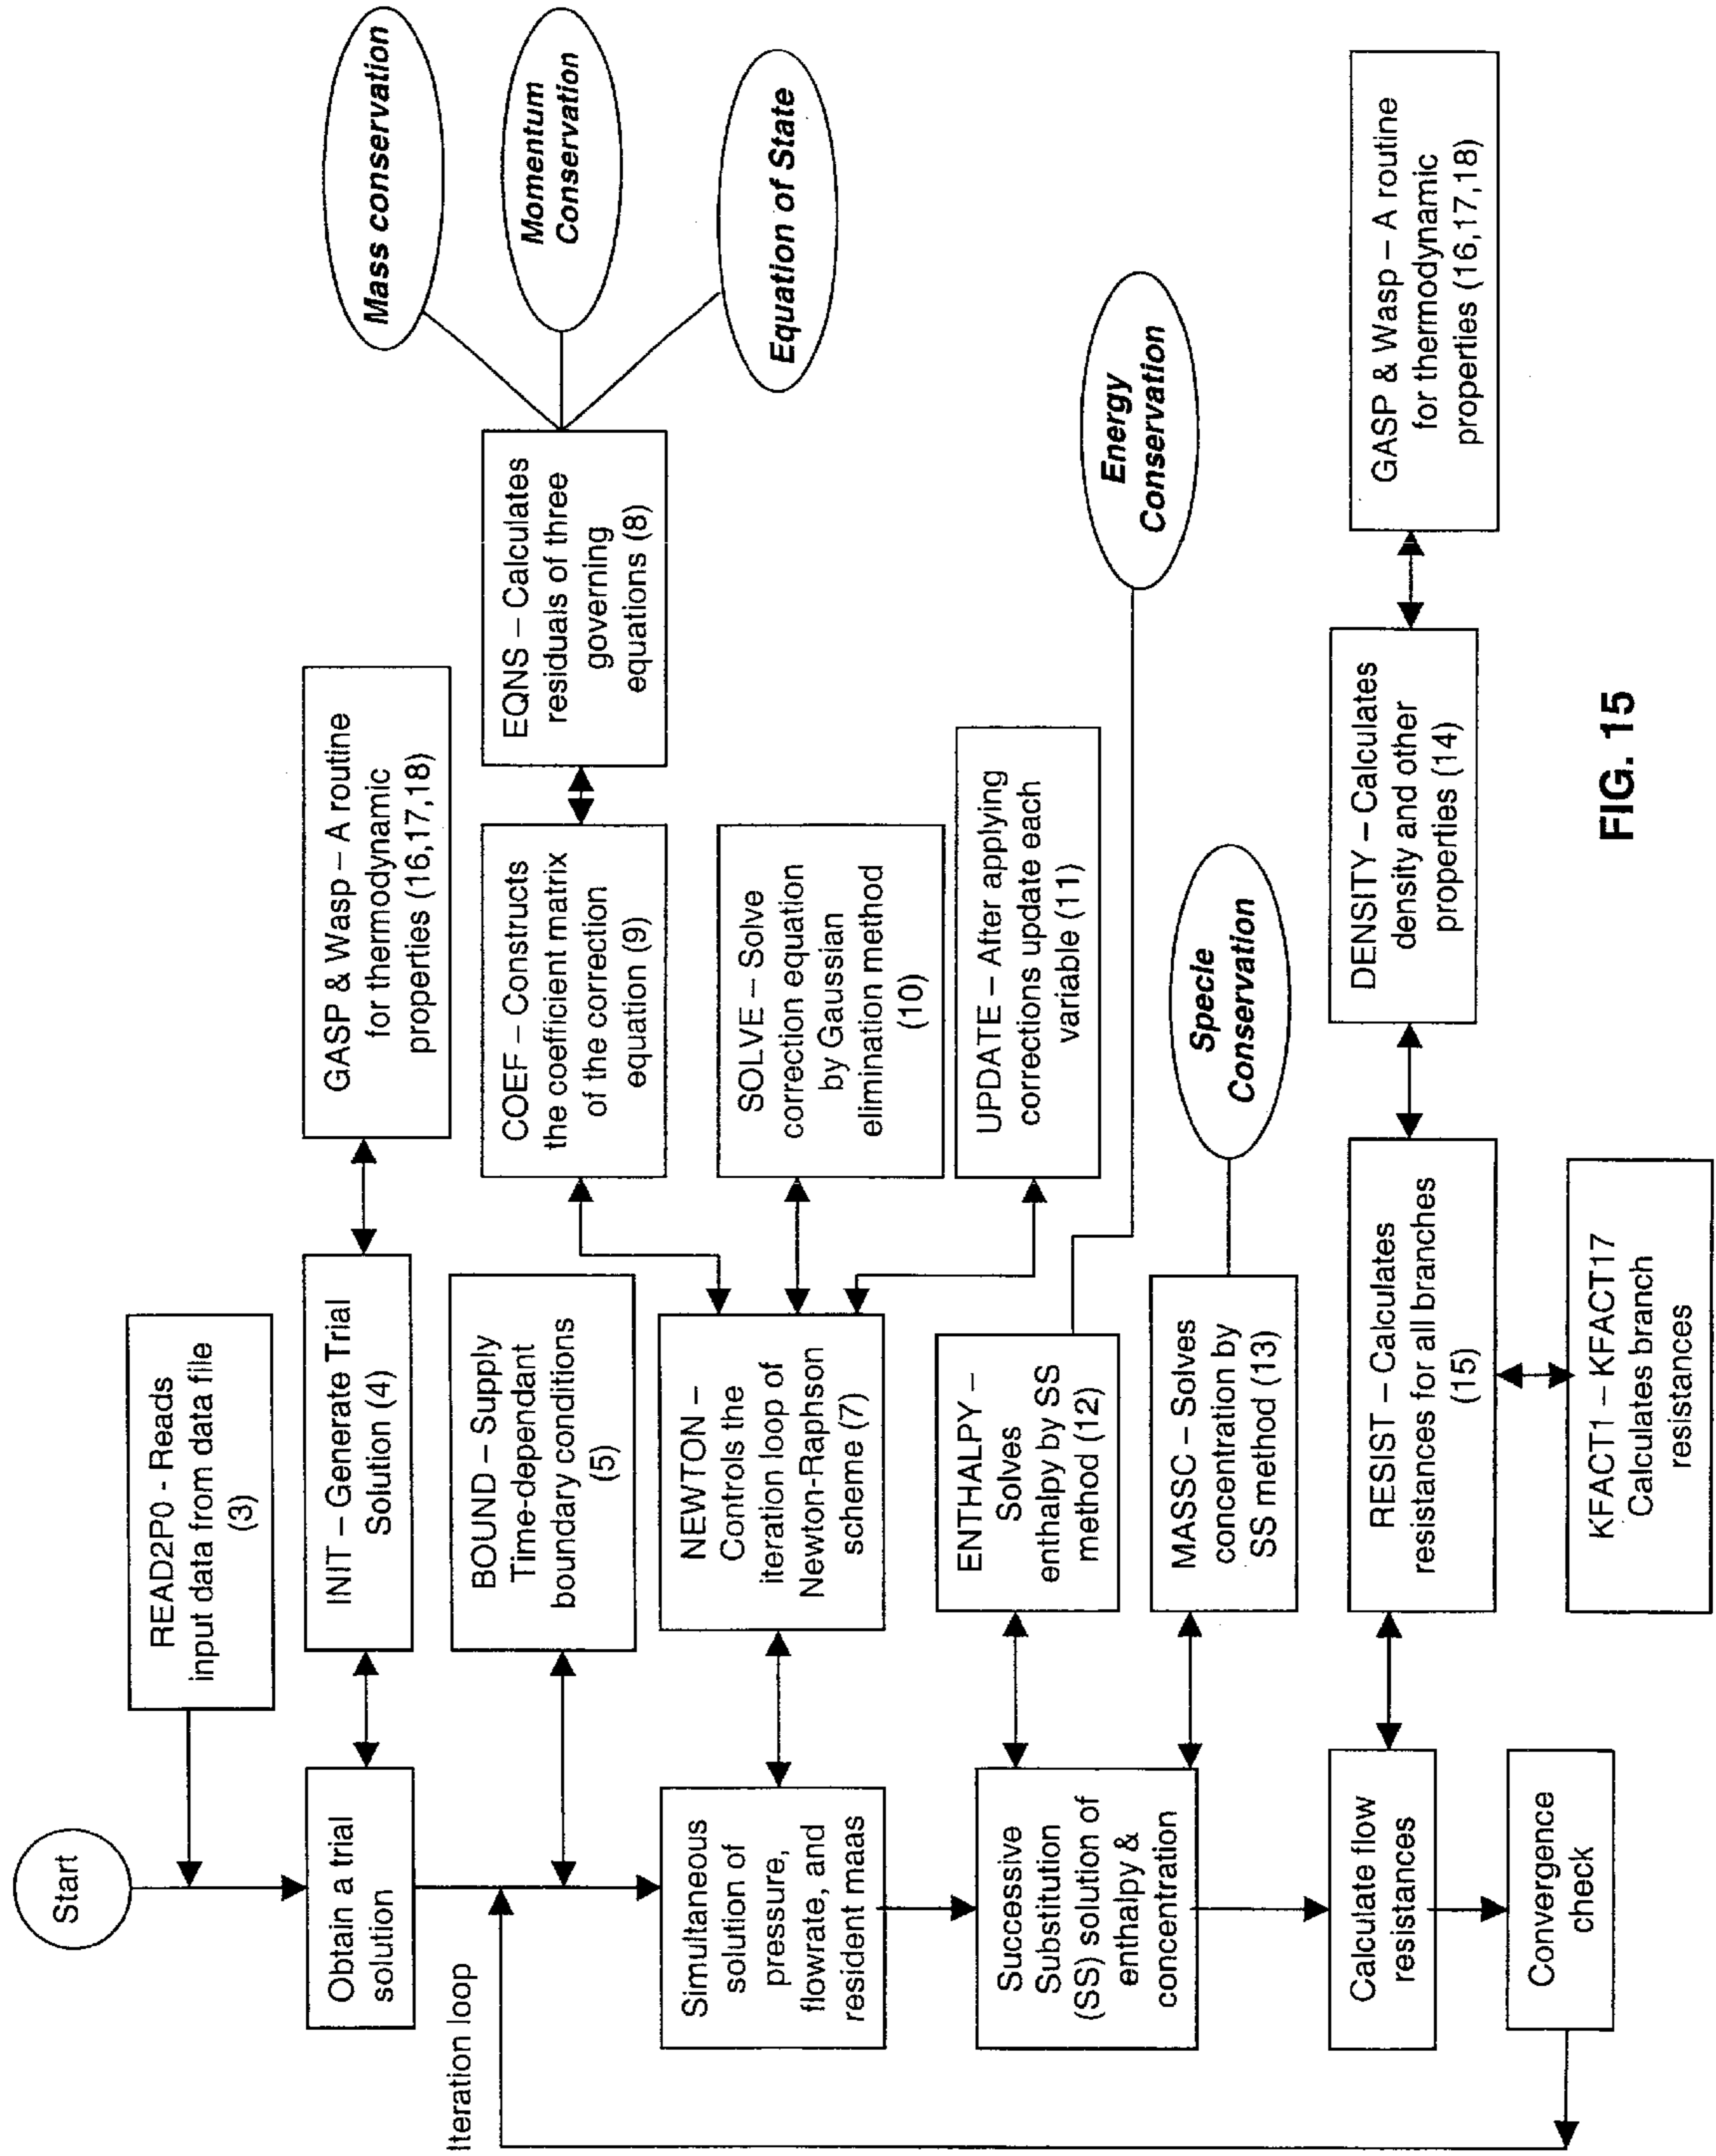 Start
READ2P0 - Reads
input data from data file
(3)
Obtain a trial
solution
INIT – Generate Trial
Solution (4)
GASP & Wasp – A routine
for thermodynamic
properties (16,17,18)
Iteration loop
BOUND – Supply
Time-dependant
boundary conditions
(5)
Simultaneous
solution of
pressure,
flowrate, and
resident maas
NEWTON –
Controls the
iteration loop of
Newton-Raphson
scheme (7)
COEF – Constructs
the coefficient matrix
of the correction
equation (9)
EQNS – Calculates
residuals of three
governing
equations (8)
Mass conservation
Momentum
Conservation
Equation of State
SOLVE – Solve
correction equation
by Gaussian
elimination method
(10)
UPDATE – After applying
corrections update each
variable (11)
Successive
Substitution
(SS) solution of
enthalpy &
concentration
ENTHALPY –
Solves
enthalpy by SS
method (12)
Energy
Conservation
MASSC – Solves
concentration by
SS method (13)
Specie
Conservation
Calculate flow
resistances
RESIST – Calculates
resistances for all branches
(15)
DENSITY – Calculates
density and other
properties (14)
GASP & Wasp – A routine
for thermodynamic
properties (16,17,18)
Convergence
check
KFACT1 – KFACT17
Calculates branch
resistances
FIG. 15